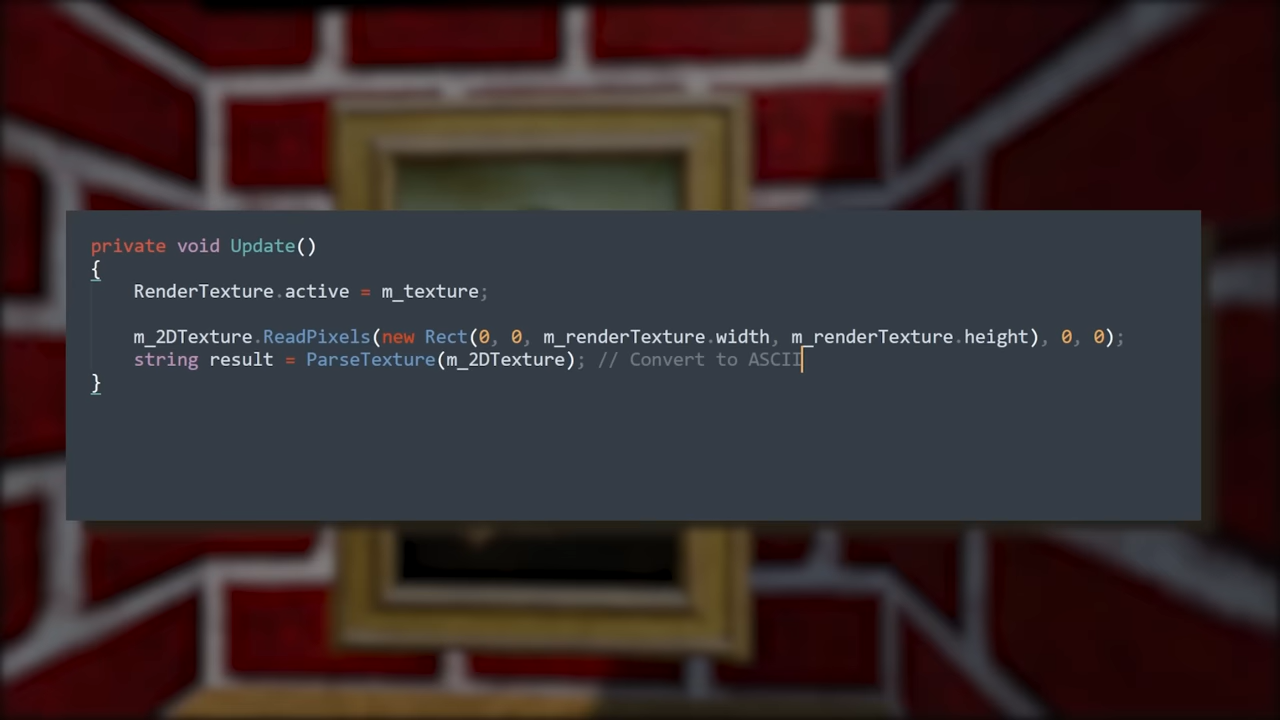 private void Update()
{
RenderTexture.active = m_texture;
m_2DTexture.ReadPixels(new Rect(0, 0, m_renderTexture.width, m_renderTexture.height), 0, 0);
string result = ParseTexture(m_2DTexture); // Convert to ASCII
}